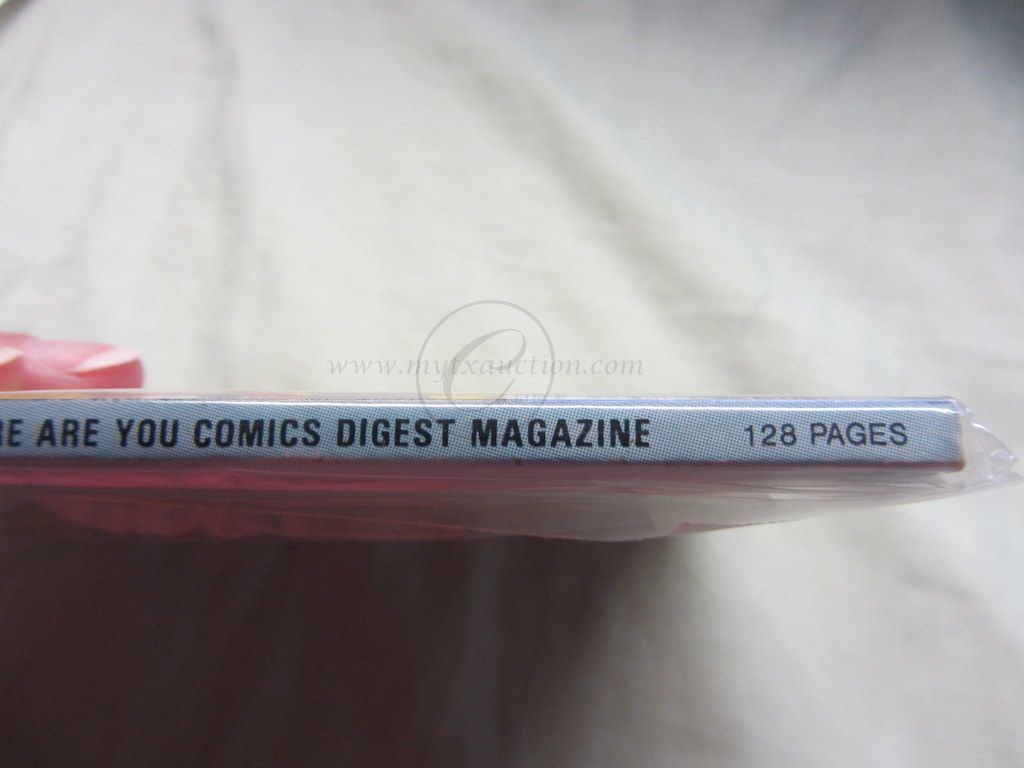 www.mytxauction.com
RE ARE YOU COMICS DIGEST MAGAZINE 128 PAGES